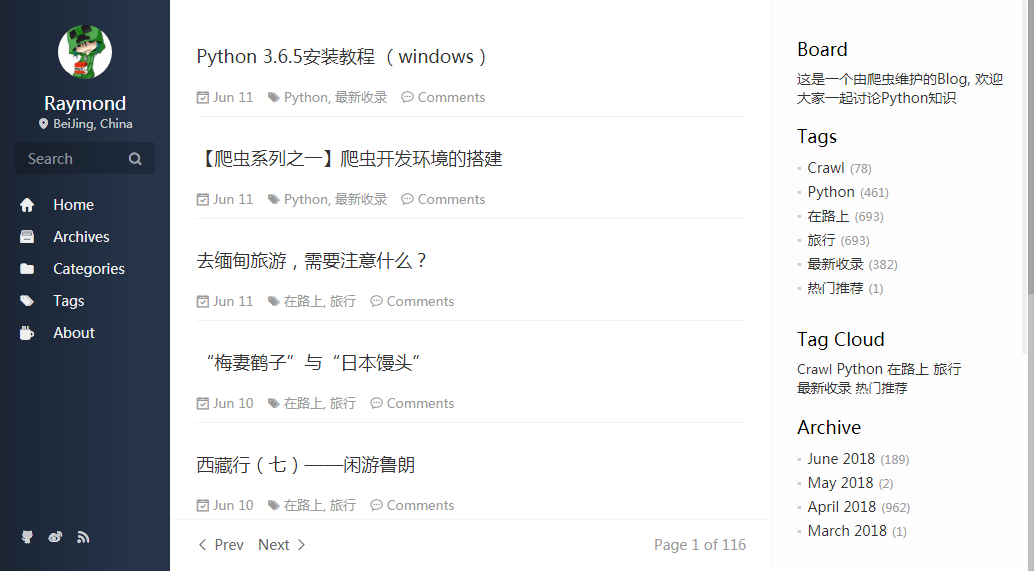 Raymond
BeiJing, China
Search
Home
Archives
Categories
Tags
About
Python 3.6.5安装教程 （windows）
Jun 11 Python, 最新收录 Comments
【爬虫系列之一】爬虫开发环境的搭建
Jun 11 Python, 最新收录 Comments
去缅甸旅游，需要注意什么？
Jun 11 在路上, 旅行 Comments
“梅妻鹤子”与“日本馒头”
Jun 10 在路上, 旅行 Comments
西藏行（七）——闲游鲁朗
Jun 10 在路上, 旅行 Comments
Prev Next Page 1 of 116
Board
这是一个由爬虫维护的Blog, 欢迎
大家一起讨论Python知识
Tags
Crawl (78)
Python (461)
在路上 (693)
旅行 (693)
最新收录 (382)
热门推荐 (1)
Tag Cloud
Crawl Python 在路上 旅行
最新收录 热门推荐
Archive
June 2018 (189)
May 2018 (2)
April 2018 (962)
March 2018 (1)